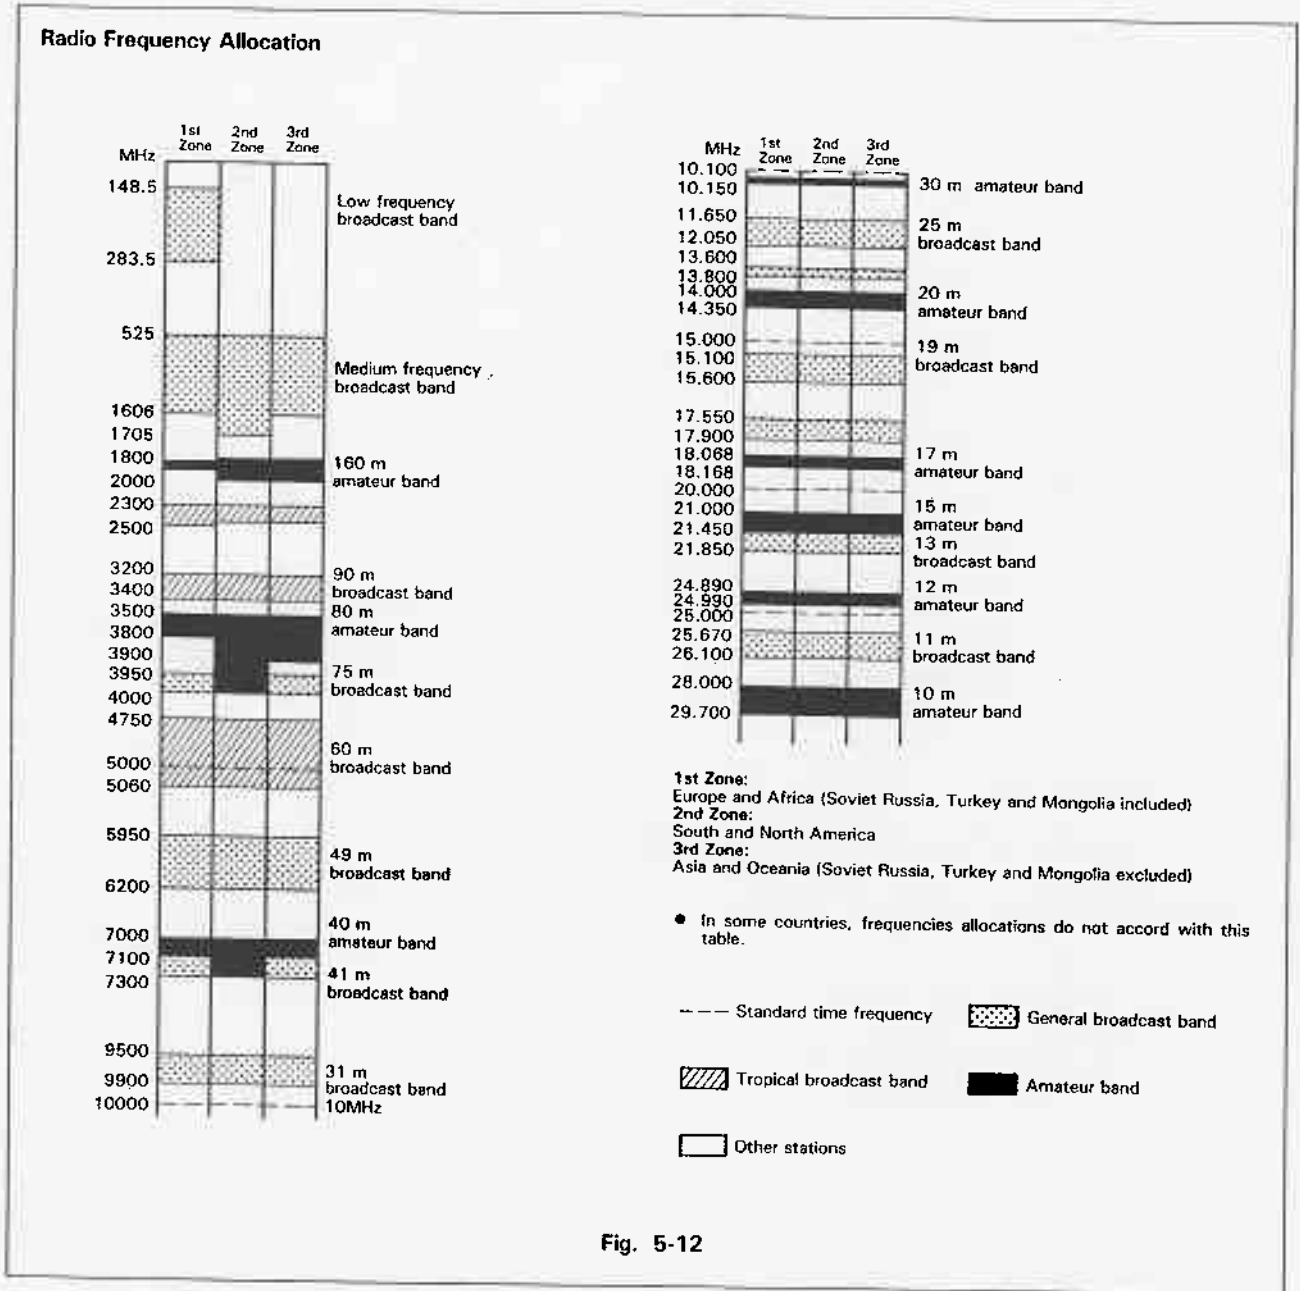 Radio Frequency Allocation
1st Zone
2nd Zone
3rd Zone
MHz
148.5
283.5
525
1606
1705
1800
2000
2300
2500
3200
3400
3500
3800
3900
3950
4000
4750
5000
5060
5950
6200
7000
7100
7300
9500
9900
10000
Low frequency
broadcast band
Medium frequency
broadcast band
160 m
amateur band
90 m
broadcast band
80 m
amateur band
75 m
broadcast band
60 m
broadcast band
49 m
broadcast band
40 m
amateur band
41 m
broadcast band
31 m
broadcast band
10MHz
MHz
1st Zone
2nd Zone
3rd Zone
10.100
10.150
11.650
12.050
13.600
13.800
14.000
14.350
15.000
15.100
15.600
17.550
17.900
18.068
18.168
20.000
21.000
21.450
21.850
24.890
24.990
25.000
25.670
26.100
28.000
29.700
30 m amateur band
25 m
broadcast band
20 m
amateur band
19 m
broadcast band
17 m
amateur band
15 m
amateur band
13 m
broadcast band
12 m
amateur band
11 m
broadcast band
10 m
amateur band
1st Zone:
Europe and Africa (Soviet Russia, Turkey and Mongolia included)
2nd Zone:
South and North America
3rd Zone:
Asia and Oceania (Soviet Russia, Turkey and Mongolia excluded)
● In some countries, frequencies allocations do not accord with this
table.
Standard time frequency
General broadcast band
Tropical broadcast band
Amateur band
Other stations
Fig. 5-12